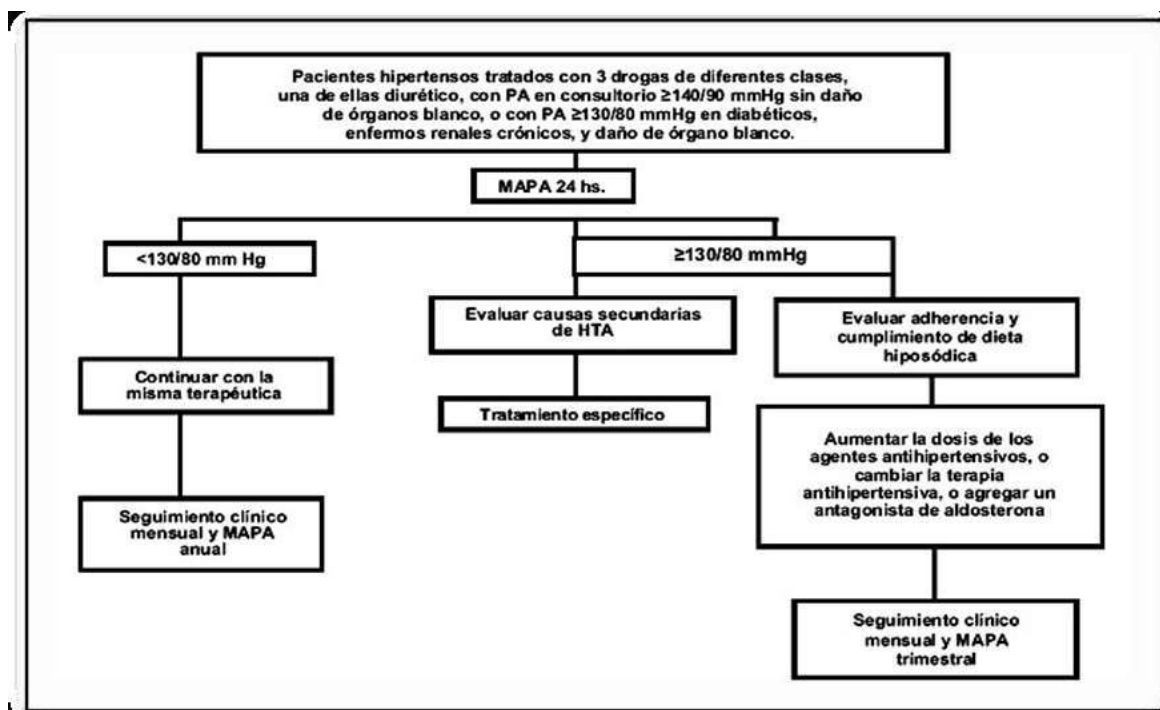 Pacientes hipertensos tratados con 3 drogas de diferentes clases,
una de ellas diurético, con PA en consultorio ≥140/90 mmHg sin daño
de órganos blanco, o con PA ≥130/80 mmHg en diabéticos,
enfermos renales crónicos, y daño de órgano blanco.
MAPA 24 hs.
<130/80 mm Hg
≥130/80 mmHg
Continuar con la
misma terapéutica
Seguimiento clínico
mensual y MAPA
anual
Evaluar causas secundarias
de HTA
Tratamiento específico
Evaluar adherencia y
cumplimiento de dieta
hiposódica
Aumentar la dosis de los
agentes antihipertensivos, o
cambiar la terapia
antihipertensiva, o agregar un
antagonista de aldosterona
Seguimiento clínico
mensual y MAPA
trimestral